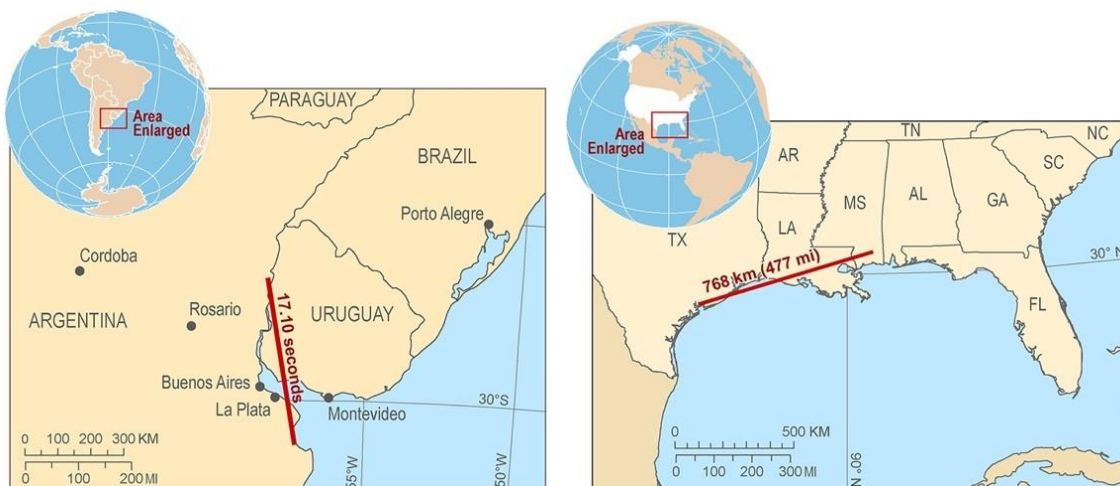 Area
Enlarged
PARAGUAY
BRAZIL
Porto Alegre
Cordoba
17.10 seconds
Rosario
URUGUAY
ARGENTINA
Buenos Aires
La Plata
Montevideo
30°S
0 100 200 300 KM
0 100 200 MI
55°W
50°W
Area
Enlarged
TN
NC
AR
SC
MS
AL
GA
LA
TX
768 km (477 mi)
30° N
FL
0 500 KM
0 100 200 300 MI
90° N